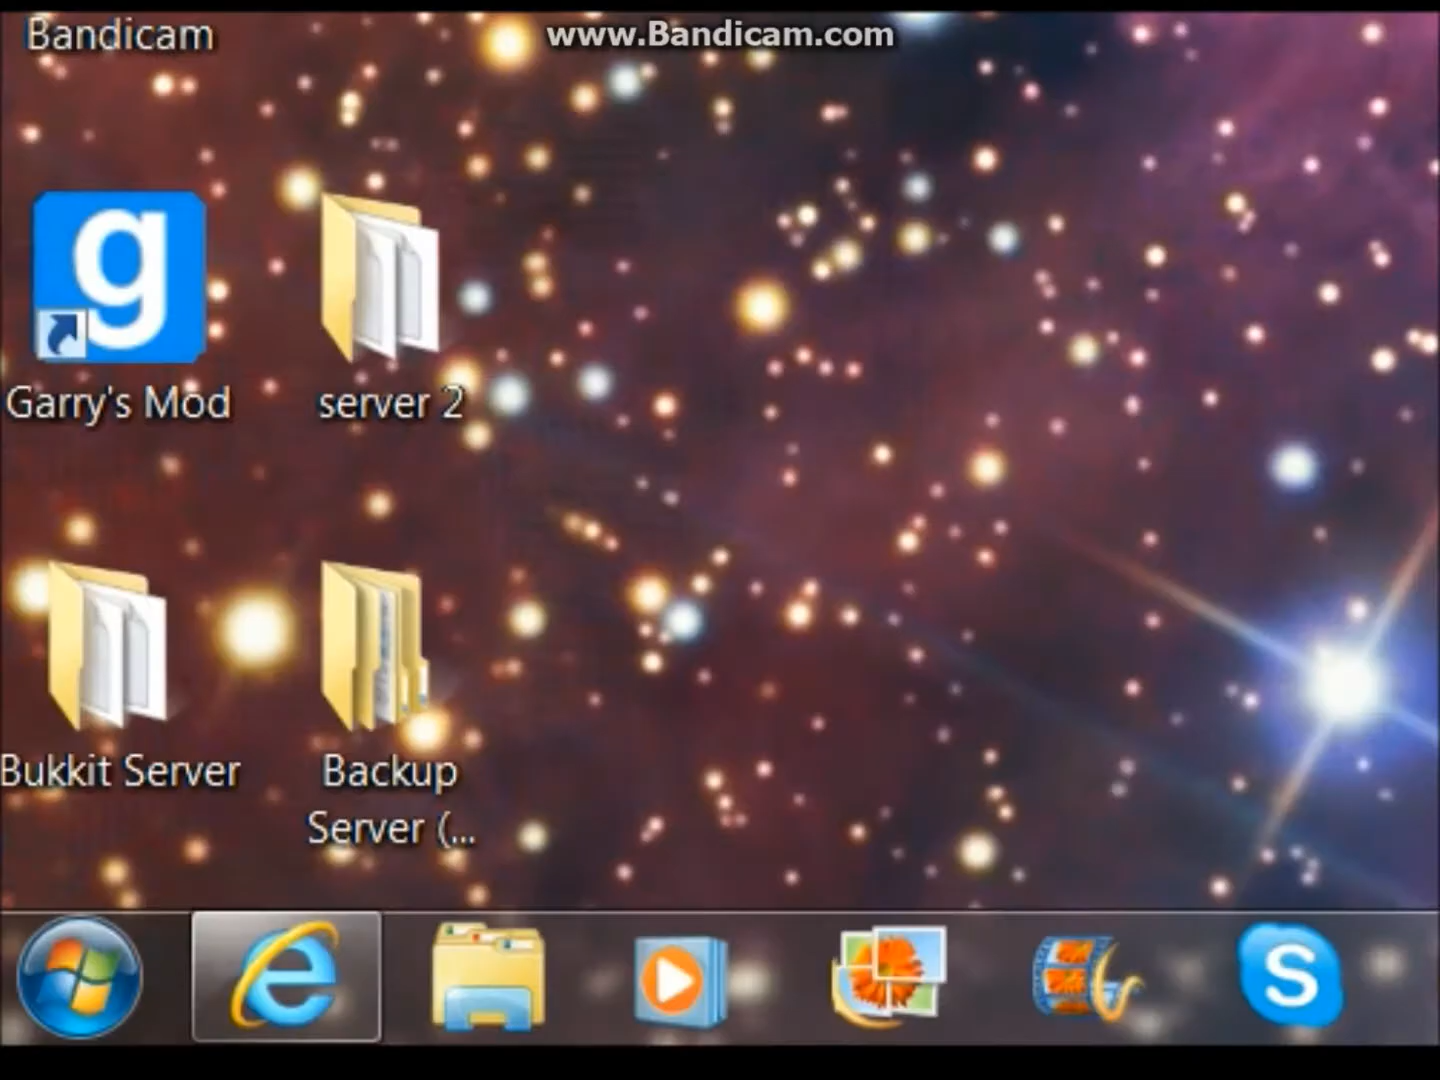 Bandicam
www.Bandicam.com
g
Garry's Mod
server 2
Bukkit Server
Backup
Server (...
S